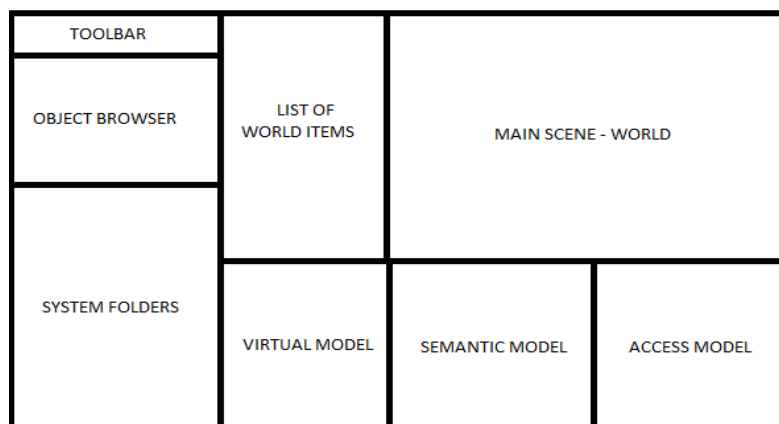 TOOLBAR
OBJECT BROWSER
SYSTEM FOLDERS
LIST OF
WORLD ITEMS
MAIN SCENE - WORLD
VIRTUAL MODEL
SEMANTIC MODEL
ACCESS MODEL